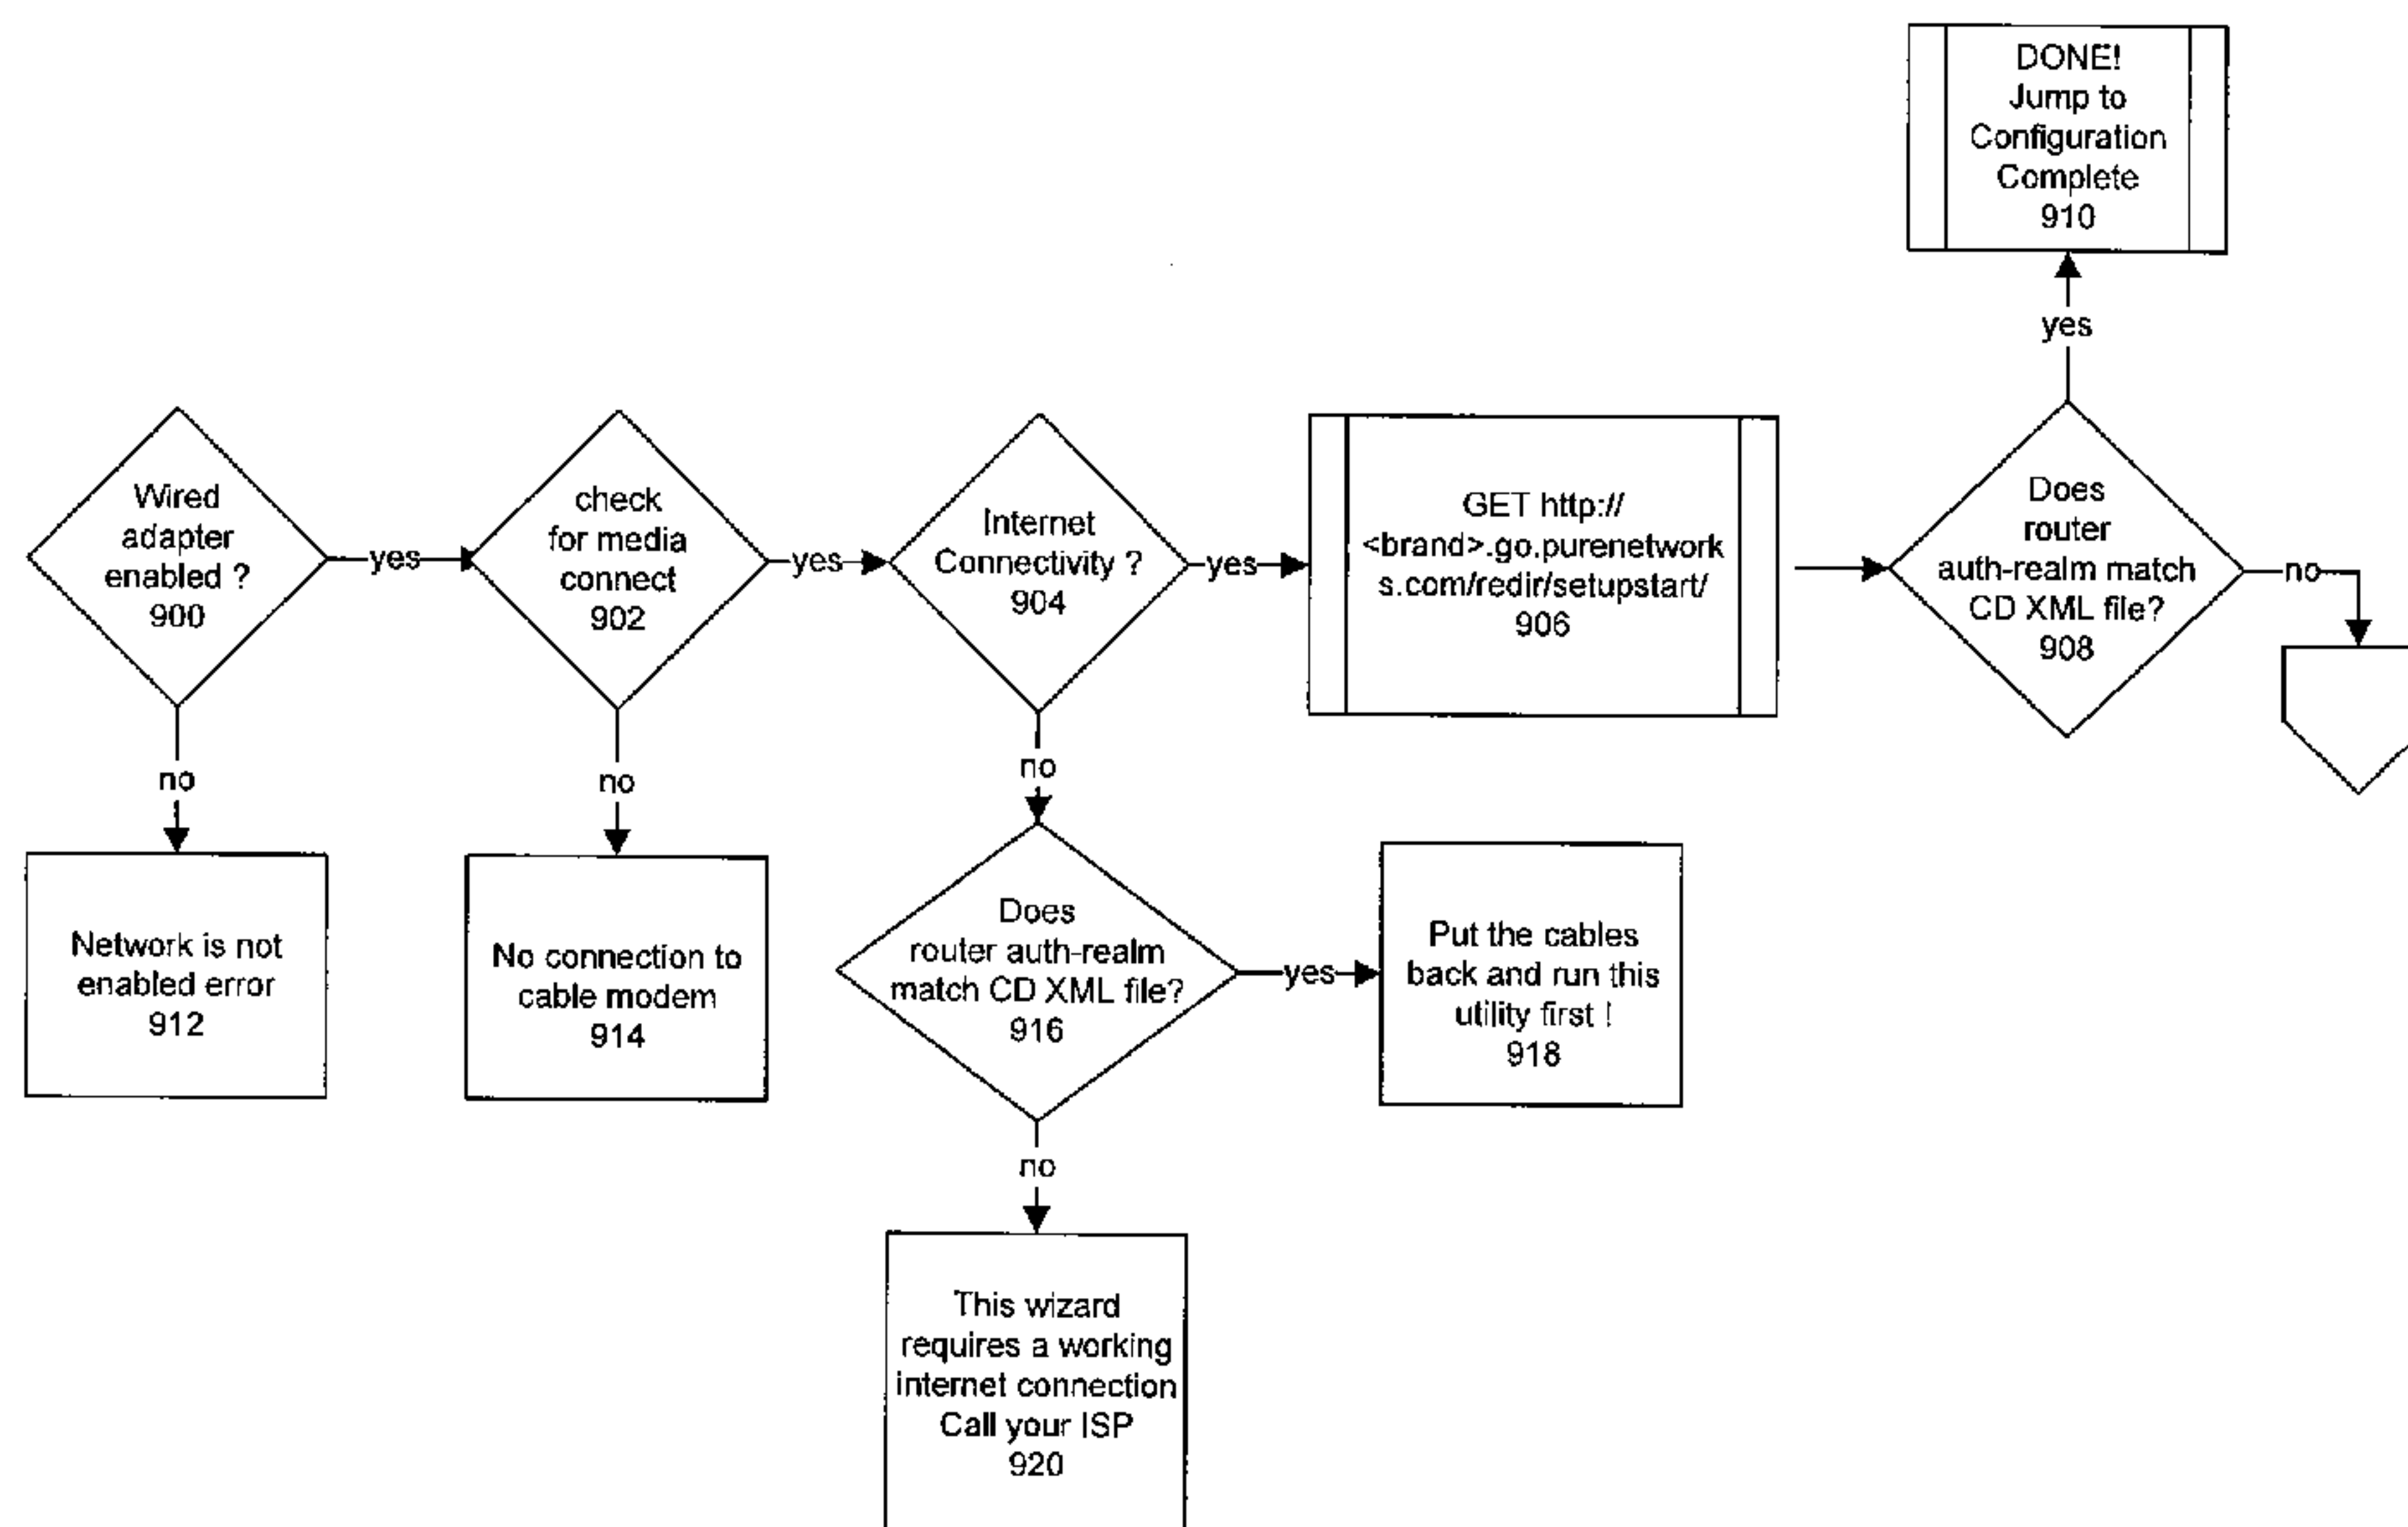 DONE!
Jump to
Configuration
Complete
910
yes
Wired
adapter
enabled ?
900
yes
check
for media
connect
902
yes
Internet
Connectivity ?
904
yes
GET http://
<brand>.go.purenetwork
s.com/redir/setupstart/
906
Does
router
auth-realm match
CD XML file?
908
no
no
no
no
Network is not
enabled error
912
No connection to
cable modem
914
Does
router auth-realm
match CD XML file?
916
yes
Put the cables
back and run this
utility first !
918
no
This wizard
requires a working
internet connection
Call your ISP
920